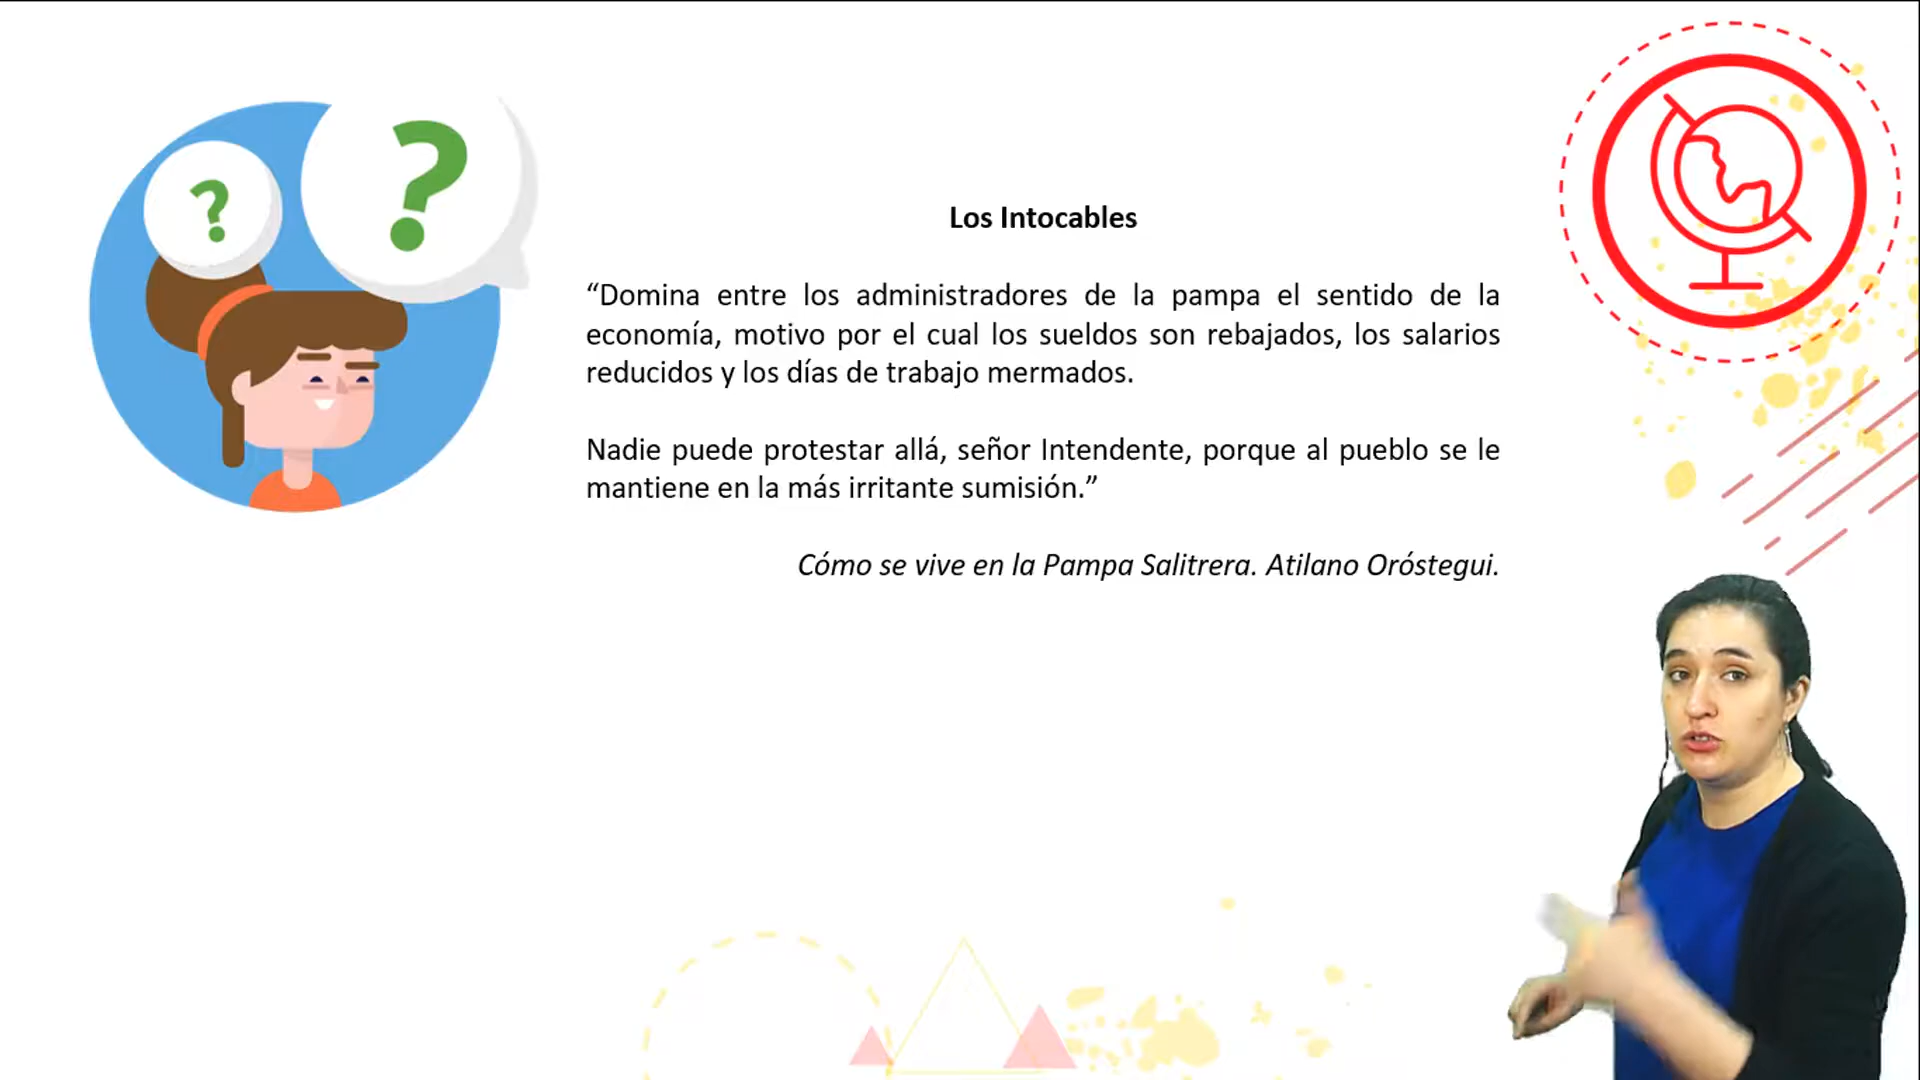 ?
?
Los Intocables
“Domina entre los administradores de la pampa el sentido de la
economía, motivo por el cual los sueldos son rebajados, los salarios
reducidos y los días de trabajo mermados.
Nadie puede protestar allá, señor Intendente, porque al pueblo se le
mantiene en la más irritante sumisión.”
Cómo se vive en la Pampa Salitrera. Atilano Oróstegui.